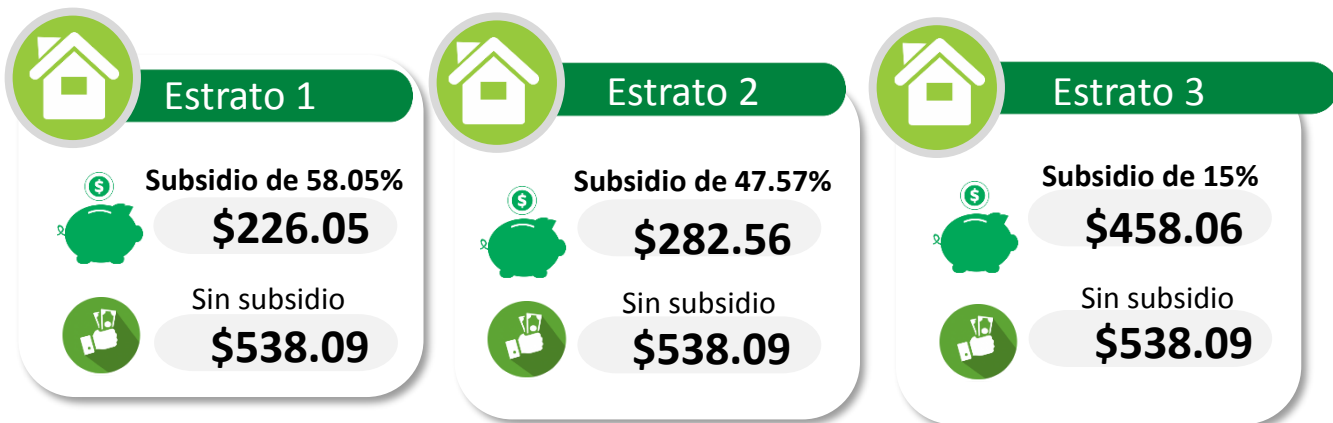 Estrato 1
Subsidio de 58.05%
$
$226.05
Sin subsidio
$538.09
Estrato 2
Subsidio de 47.57%
$
$282.56
Sin subsidio
$538.09
Estrato 3
Subsidio de 15%
$
$458.06
Sin subsidio
$538.09